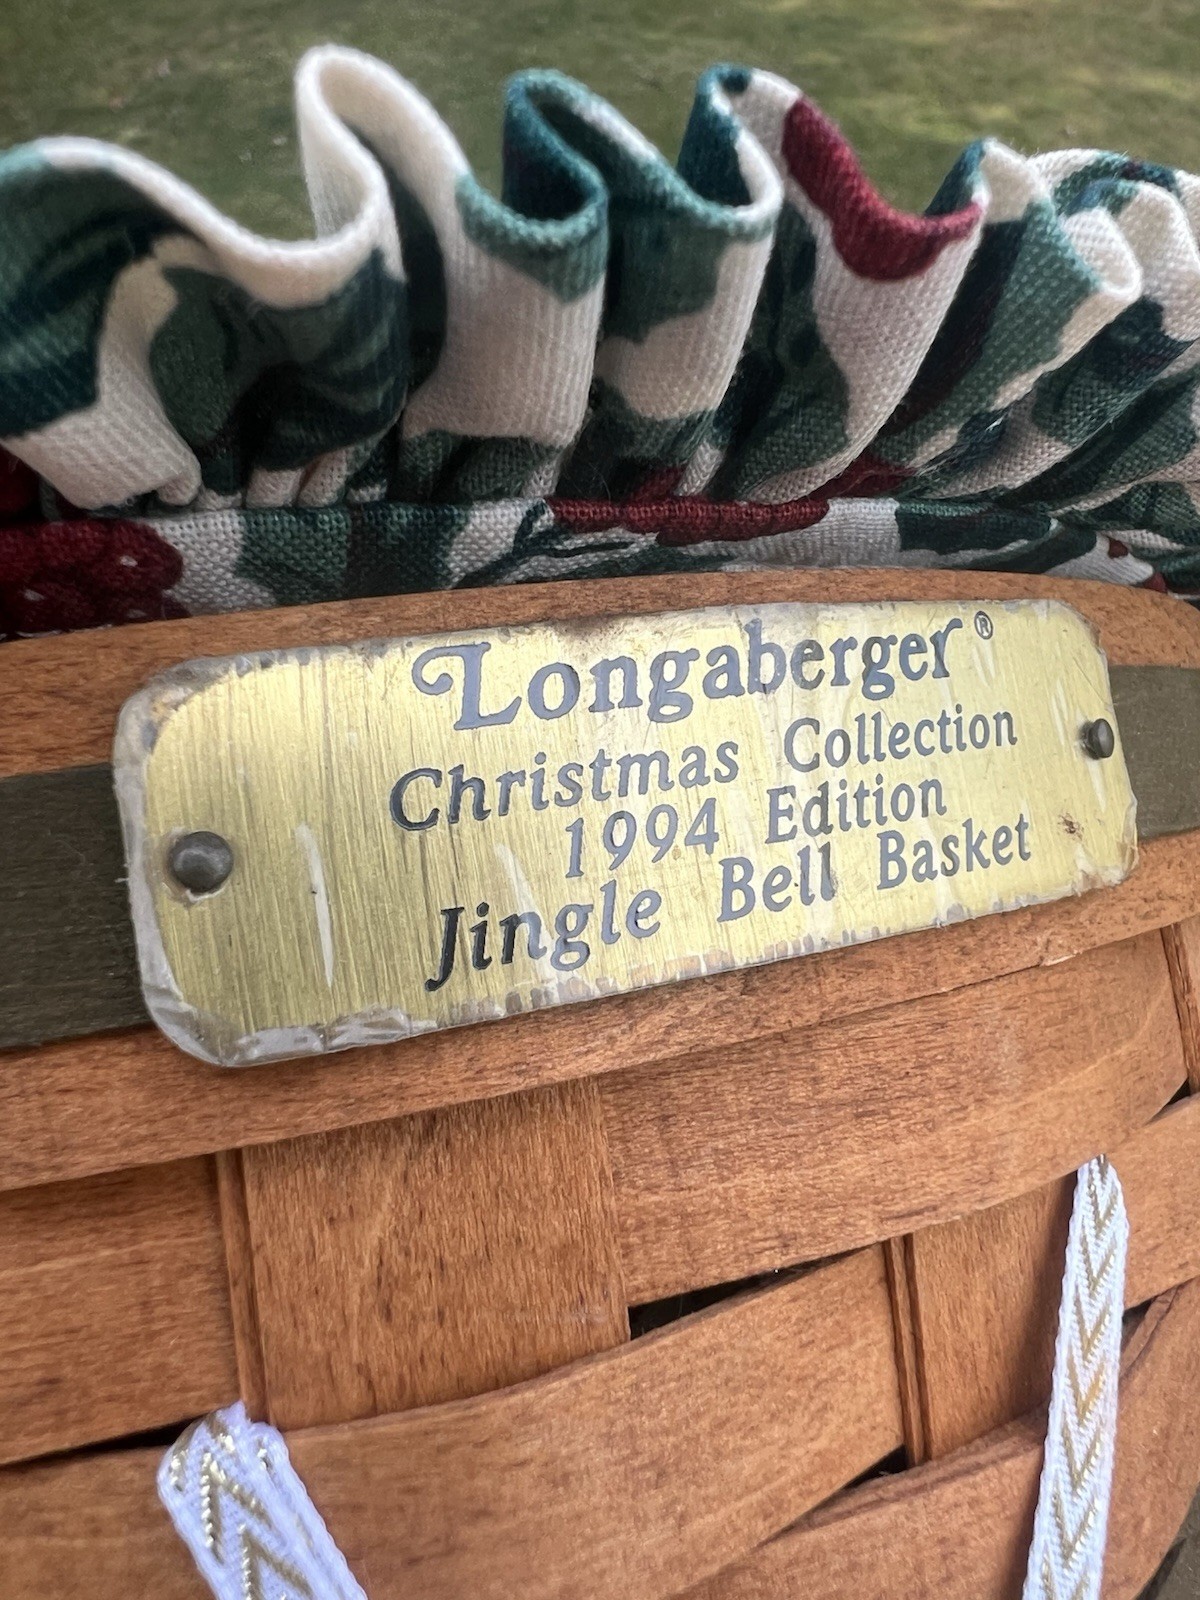 Longaberger®
Christmas Collection
1994 Edition
Jingle Bell Basket